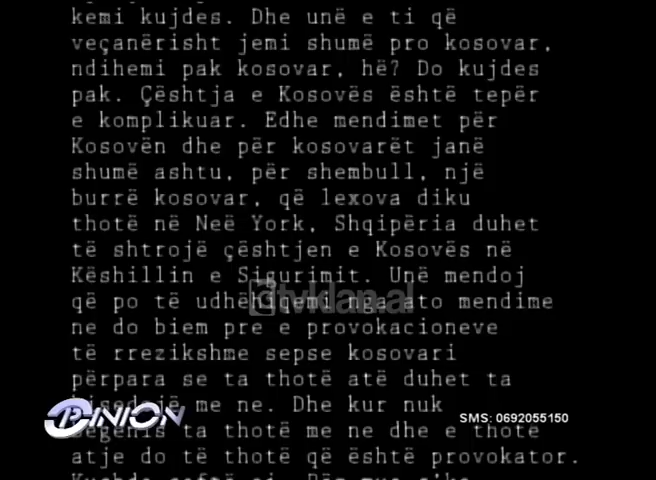 kemi kujdes. Dhe unë e ti që
veçanërisht jemi shumë pro kosovar,
ndihemi pak kosovar, hë? Do kujdes
pak. Çështja e Kosovës është tepër
e komplikuar. Edhe mendimet për
Kosovën dhe për kosovarët janë
shumë ashtu, për shembull, një
burrë kosovar, që lexova diku
thotë në Neë York, Shqipëria duhet
të shtrojë çështjen e Kosovës në
Këshillin e Sigurimit. Unë mendoj
që po të udhëhiqemi nga ato mendime
tvklan.al
ne do biem pre e provokacioneve
të rrezikshme sepse kosovari
përpara se ta thotë atë duhet ta
bisedojë me ne. Dhe kur nuk
OPINION
SMS: 0692055150
begenis ta thotë me ne dhe e thotë
atje do të thotë që është provokator.